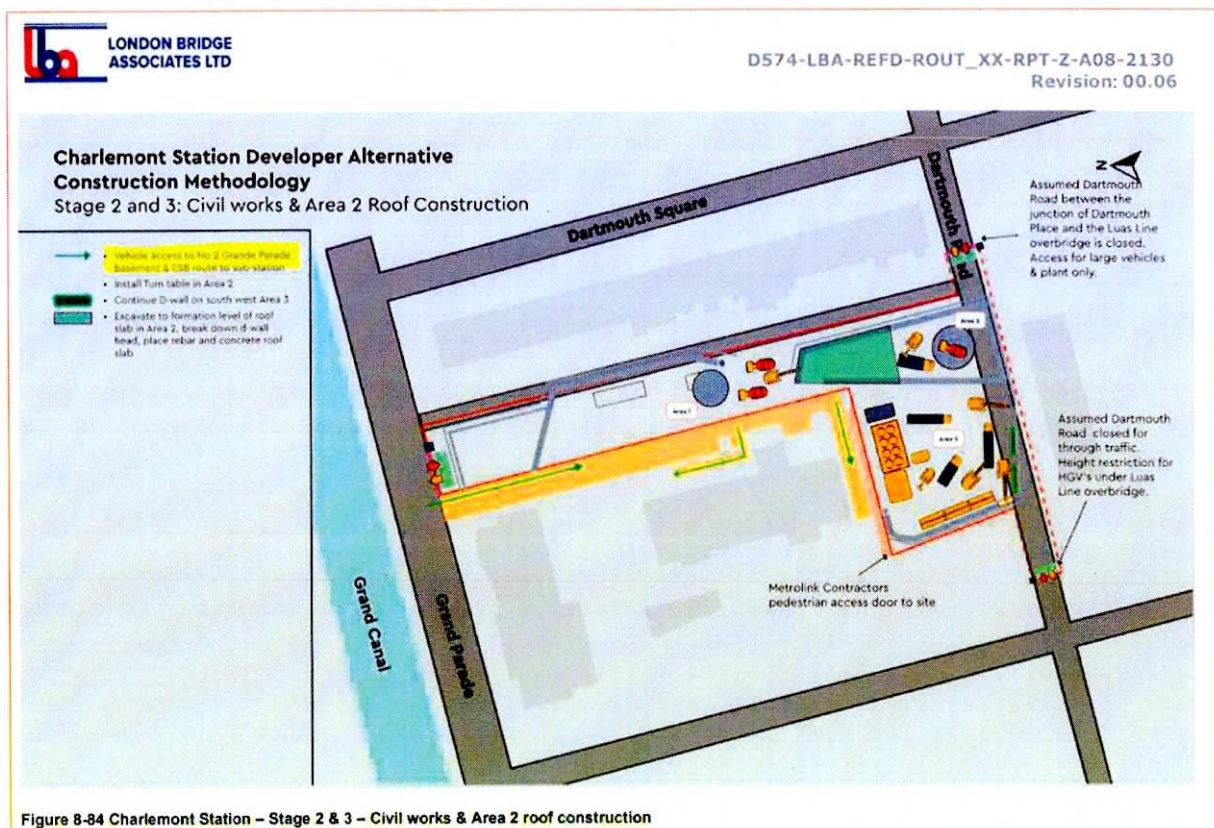 lba
LONDON BRIDGE
ASSOCIATES LTD
D574-LBA-REFD-ROUT_XX-RPT-Z-A08-2130
Revision: 00.06
Charlemont Station Developer Alternative
Construction Methodology
Stage 2 and 3: Civil works & Area 2 Roof Construction
• Vehicle access to No 2 Grande Parade
basement & ESB route to sub-station
• Install Turn table in Area 2
• Continue D-wall on south west Area 3
• Excavate to formation level of roof
slab in Area 2, break down d-wall
head, place rebar and concrete roof
slab
Dartmouth Square
Dartmouth
N
Assumed Dartmouth
Road between the
junction of Dartmouth
Place and the Luas Line
overbridge is closed.
Access for large vehicles
& plant only.
Assumed Dartmouth
Road closed for
through traffic.
Height restriction for
HGV's under Luas
Line overbridge.
Metrolink Contractors
pedestrian access door to site
Grand Canal
Grand Parade
Figure 8-84 Charlemont Station – Stage 2 & 3 – Civil works & Area 2 roof construction